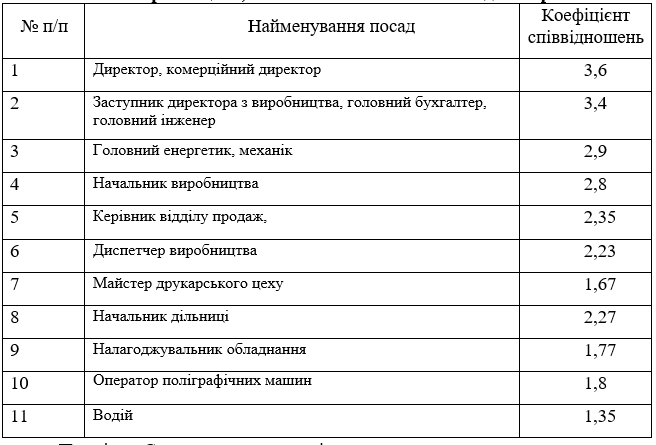 № п/п Найменування посад Коефіцієнт
співвідношень
1 Директор, комерційний директор 3,6
2 Заступник директора з виробництва, головний бухгалтер, 3,4
головний інженер
3 Головний енергетик, механік 2,9
4 Начальник виробництва 2,8
5 Керівник відділу продаж, 2,35
6 Диспетчер виробництва 2,23
7 Майстер друкарського цеху 1,67
8 Начальник дільниці 2,27
9 Налагоджувальник обладнання 1,77
10 Оператор поліграфічних машин 1,8
11 Водій 1,35